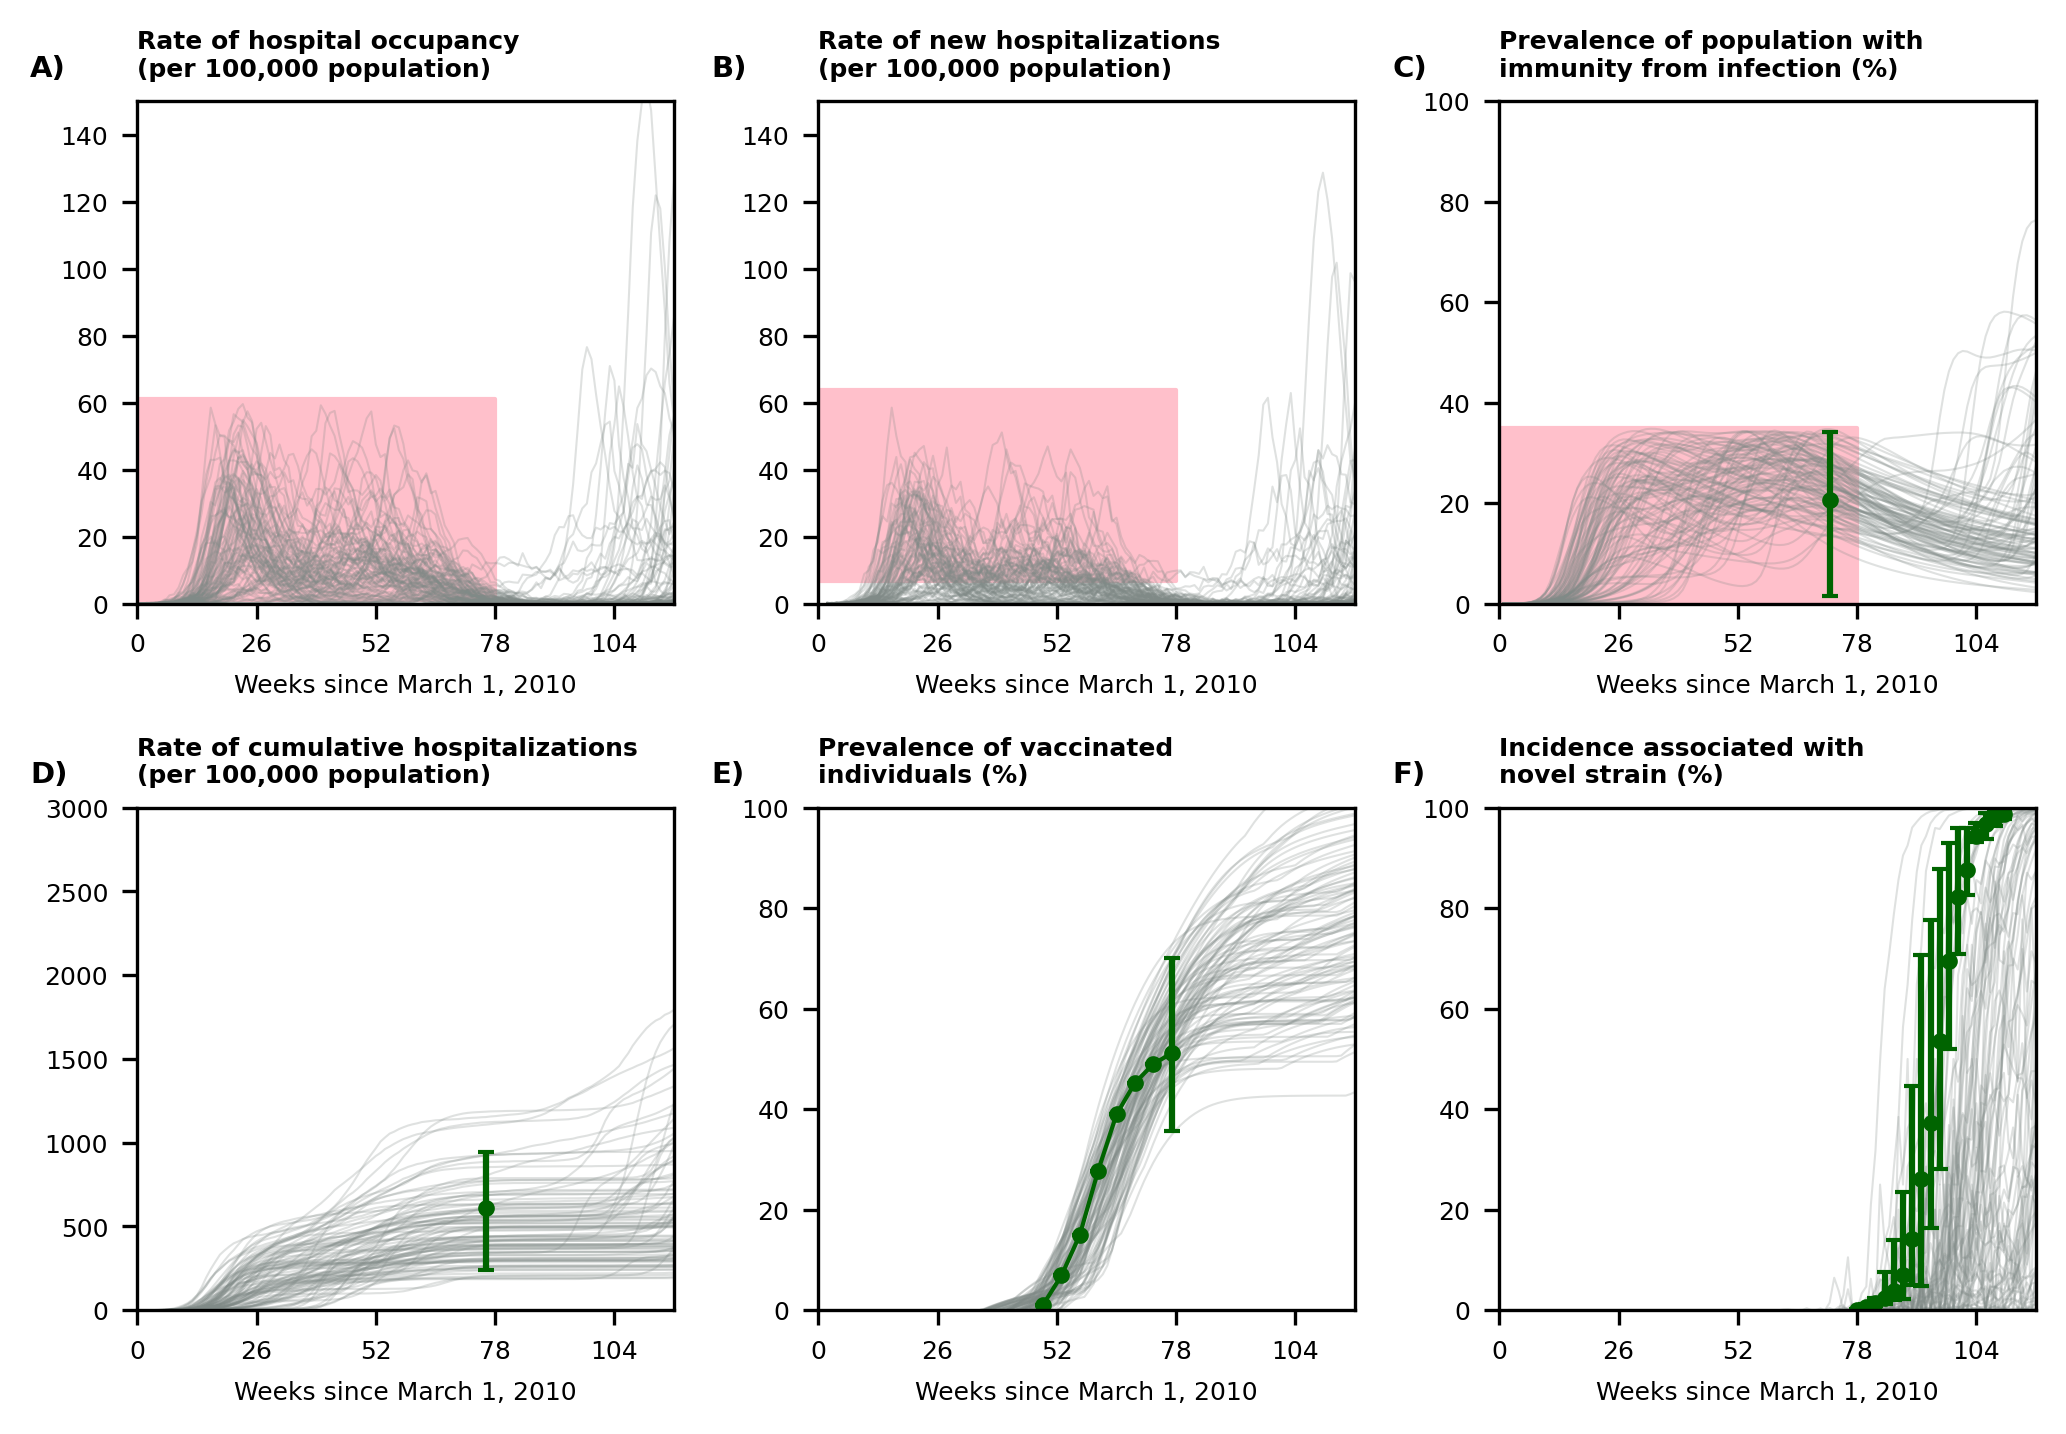 A)
Rate of hospital occupancy
(per 100,000 population)
140
120
100
80
60
40
20
0
0 26 52 78 104
Weeks since March 1, 2010
B)
Rate of new hospitalizations
(per 100,000 population)
140
120
100
80
60
40
20
0
0 26 52 78 104
Weeks since March 1, 2010
C)
Prevalence of population with
immunity from infection (%)
100
80
60
40
20
0
0 26 52 78 104
Weeks since March 1, 2010
D)
Rate of cumulative hospitalizations
(per 100,000 population)
3000
2500
2000
1500
1000
500
0
0 26 52 78 104
Weeks since March 1, 2010
E)
Prevalence of vaccinated
individuals (%)
100
80
60
40
20
0
0 26 52 78 104
Weeks since March 1, 2010
F)
Incidence associated with
novel strain (%)
100
80
60
40
20
0
0 26 52 78 104
Weeks since March 1, 2010